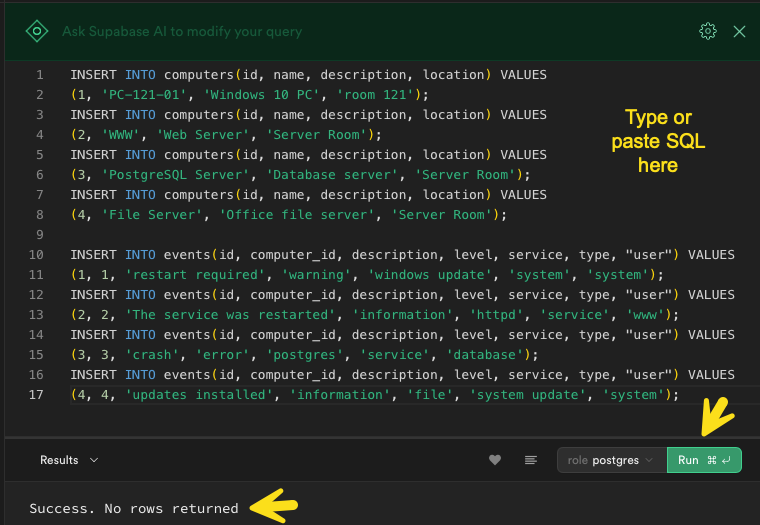 Ask Supabase AI to modify your query
1 INSERT INTO computers(id, name, description, location) VALUES
2 (1, 'PC-121-01', 'Windows 10 PC', 'room 121');
3 INSERT INTO computers(id, name, description, location) VALUES
4 (2, 'WWW', 'Web Server', 'Server Room');
5 INSERT INTO computers(id, name, description, location) VALUES
6 (3, 'PostgreSQL Server', 'Database server', 'Server Room');
7 INSERT INTO computers(id, name, description, location) VALUES
8 (4, 'File Server', 'Office file server', 'Server Room');
9
10 INSERT INTO events(id, computer_id, description, level, service, type, "user") VALUES
11 (1, 1, 'restart required', 'warning', 'windows update', 'system', 'system');
12 INSERT INTO events(id, computer_id, description, level, service, type, "user") VALUES
13 (2, 2, 'The service was restarted', 'information', 'httpd', 'service', 'www');
14 INSERT INTO events(id, computer_id, description, level, service, type, "user") VALUES
15 (3, 3, 'crash', 'error', 'postgres', 'service', 'database');
16 INSERT INTO events(id, computer_id, description, level, service, type, "user") VALUES
17 (4, 4, 'updates installed', 'information', 'file', 'system update', 'system');
Type or
paste SQL
here
Results
role postgres
Run ⌘ ↵
Success. No rows returned